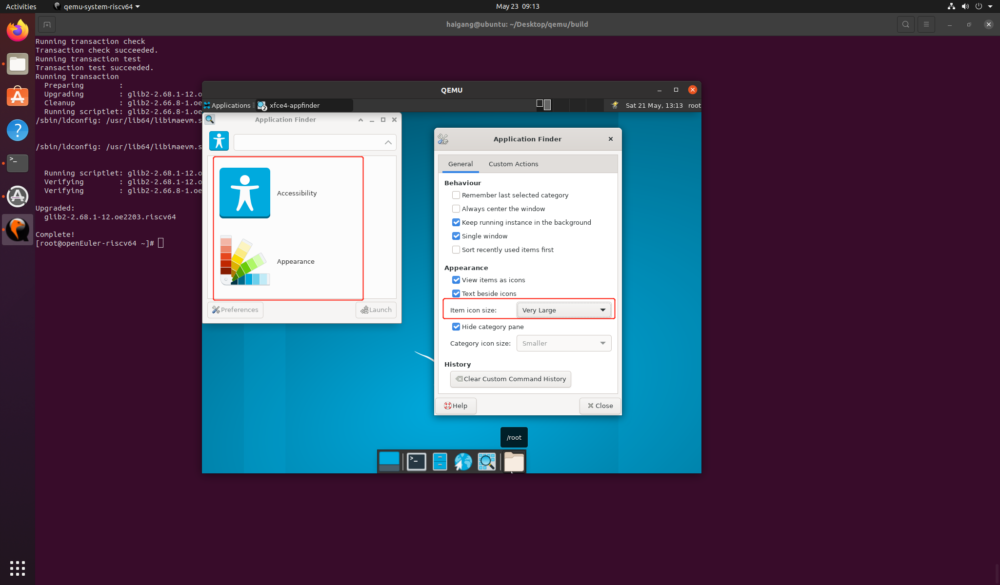 Activities
qemu-system-riscv64
May 23 09:13
haigang@ubuntu: ~/Desktop/qemu/build
Running transaction check
Transaction check succeeded.
Running transaction test
Transaction test succeeded.
Running transaction
Preparing :
Upgrading : glib2-2.68.1-12.o
Cleanup : glib2-2.66.8-1.oe
Running scriptlet: glib2-2.66.8-1.oe
/sbin/ldconfig: /usr/lib64/libimaevm.s
/sbin/ldconfig: /usr/lib64/libimaevm.s
Running scriptlet: glib2-2.68.1-12.o
Verifying : glib2-2.68.1-12.o
Verifying : glib2-2.66.8-1.oe
Upgraded:
glib2-2.68.1-12.oe2203.riscv64
Complete!
[root@openEuler-riscv64 ~]#
QEMU
Applications
2
xfce4-appfinder
Sat 21 May, 13:13
root
Application Finder
Accessibility
Appearance
Preferences
Launch
Application Finder
General
Custom Actions
Behaviour
Remember last selected category
Always center the window
Keep running instance in the background
Single window
Sort recently used items first
Appearance
View items as icons
Text beside icons
Item icon size:
Very Large
Hide category pane
Category icon size:
Smaller
History
Clear Custom Command History
Help
Close
/root